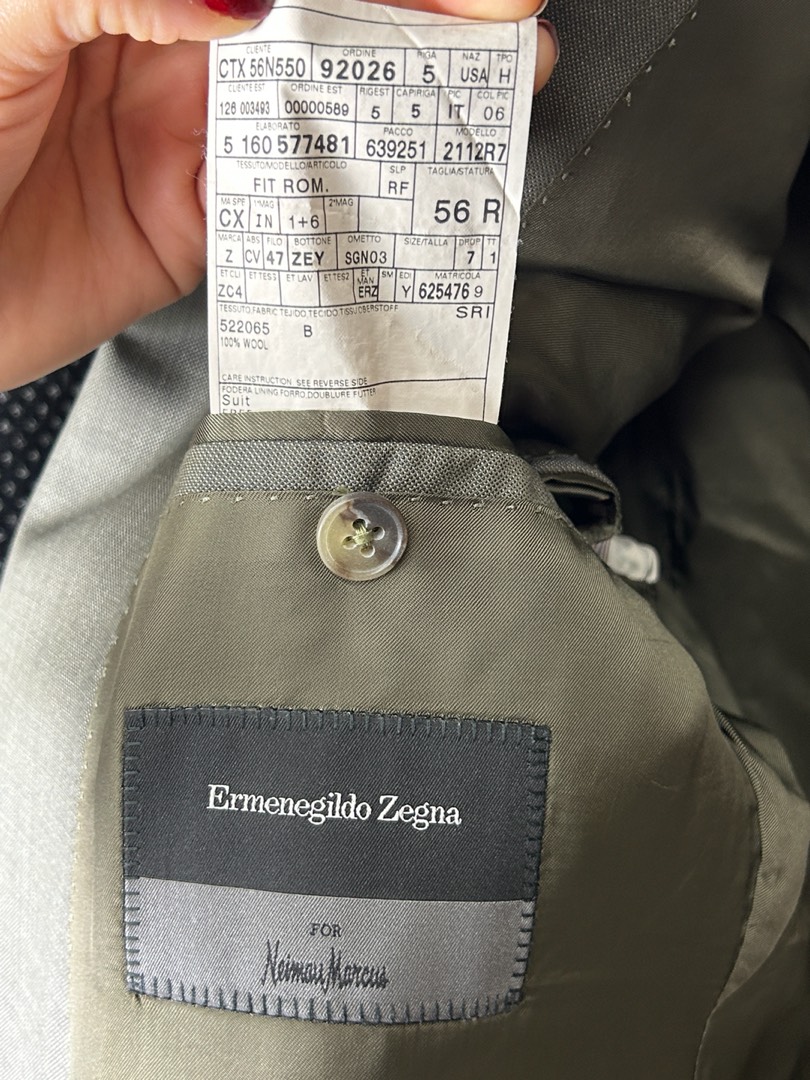 CLIENTE ORDINE RIGA NAZ TPO
CTX 56N550 92026 5 USA H
CLIENTE EST ORDINE EST RIGEST CAPIRIGA PIC COL PIC
126 003493 00000589 5 5 IT 06
ELABORATO PACCO MODELLO
5 160 577481 639251 2112R7
TESSUTO/MODELLO/ARTICOLO SLP TAGLIA/STATURA
FIT ROM. RF 56 R
MA SPF 1°MAG 2°MAG
CX IN 1+6
MARCA ABS FILO BOTTONE OMETTO SIZE/TALLA DROP TT
Z CV 47 ZEY SGN03 7 1
ET CLI ET TES1 ET LAV ET TES2 ET MAN SM EDI MATRICOLA
ZC4 ERZ Y 625476 9
TESSUTO.FABRIC.TEJIDO.TECIDO.TISSU.OBERSTOFF SRI
522065 B
100% WOOL
CARE INSTRUCTION SEE REVERSE SIDE
FODERA LINING FORRO DOUBLURE FUTTER
Suit
Ermenegildo Zegna
FOR
Neiman Marcus